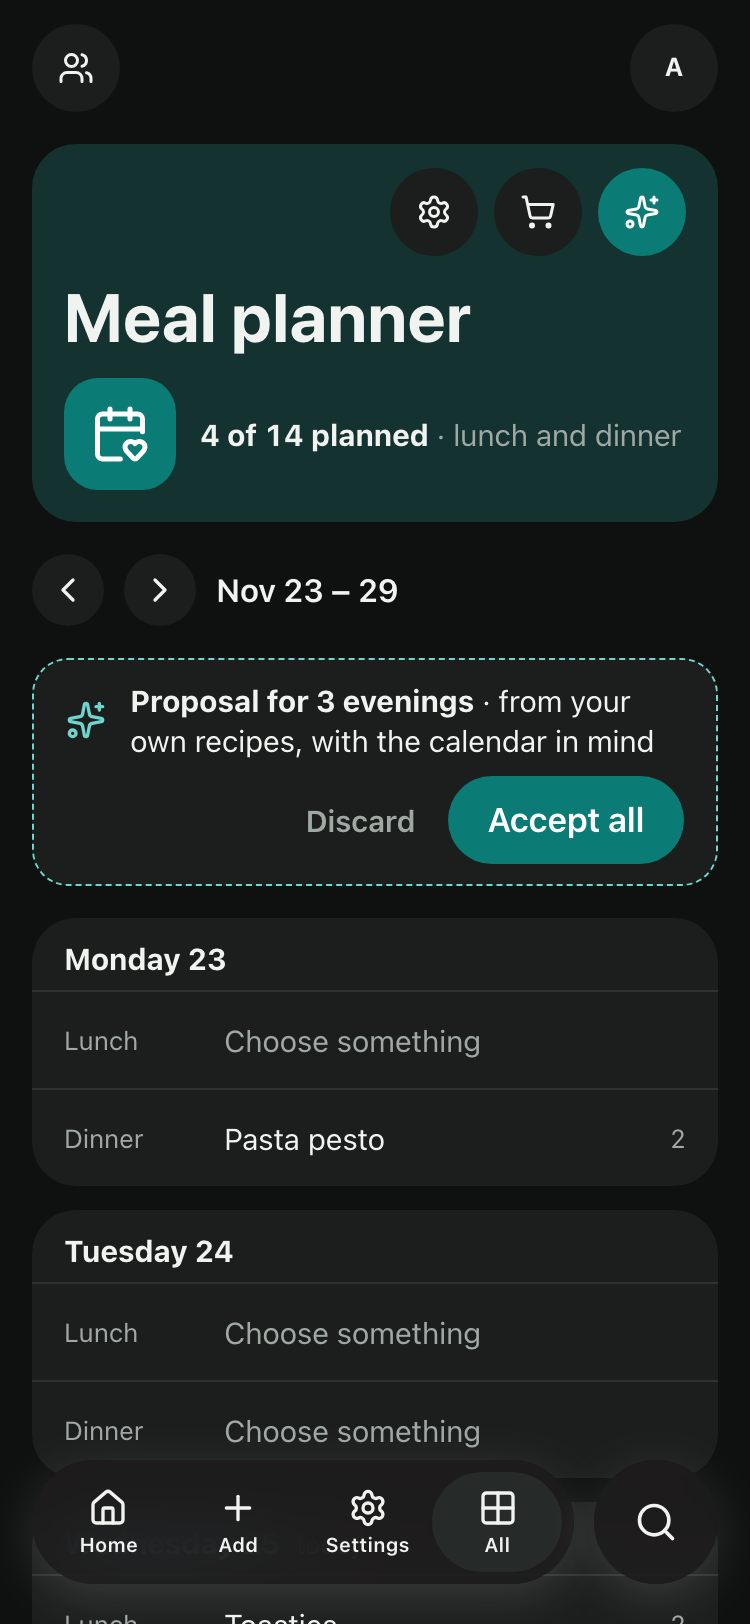 A
Meal planner
4 of 14 planned · lunch and dinner
Nov 23 – 29
Proposal for 3 evenings · from your
own recipes, with the calendar in mind
Discard
Accept all
Monday 23
Lunch Choose something
Dinner Pasta pesto 2
Tuesday 24
Lunch Choose something
Dinner Choose something
Home Add Settings All